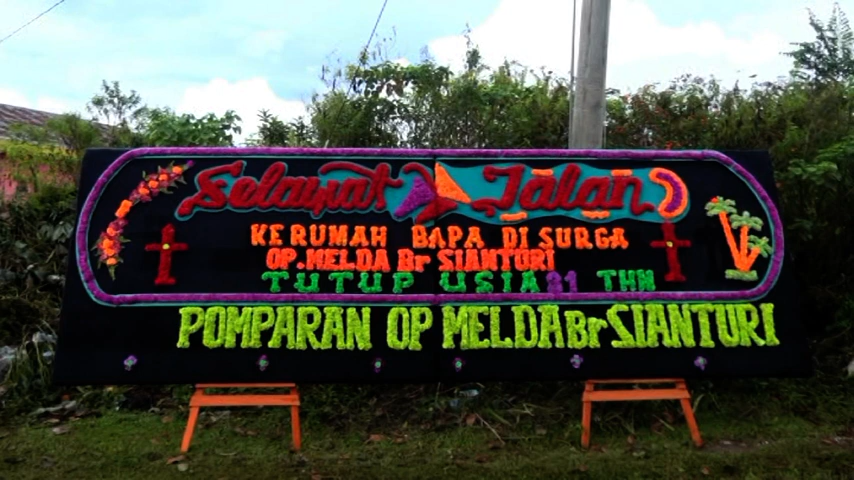 Selamat Jalan
KERUMAH BAPA DI SURGA
OP.MELDA Br SIANTURI
TUTUP USIA 81 THN
POMPARAN OP MELDA Br SIANTURI